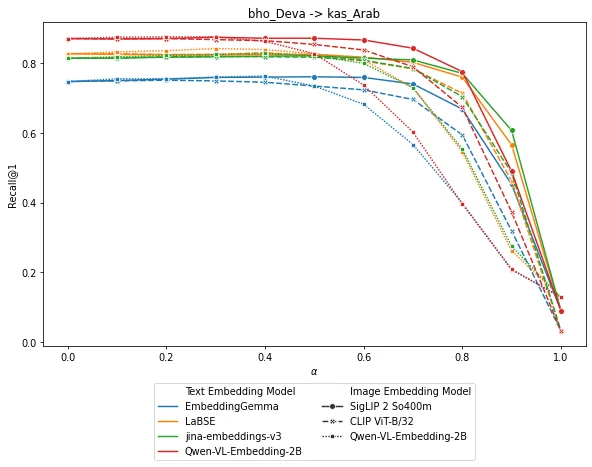 bho_Deva -> kas_Arab
Recall@1
0.8
0.6
0.4
0.2
0.0
0.0 0.2 0.4 0.6 0.8 1.0
α
Text Embedding Model Image Embedding Model
EmbeddingGemma SigLIP 2 So400m
LaBSE CLIP ViT-B/32
jina-embeddings-v3 Qwen-VL-Embedding-2B
Qwen-VL-Embedding-2B